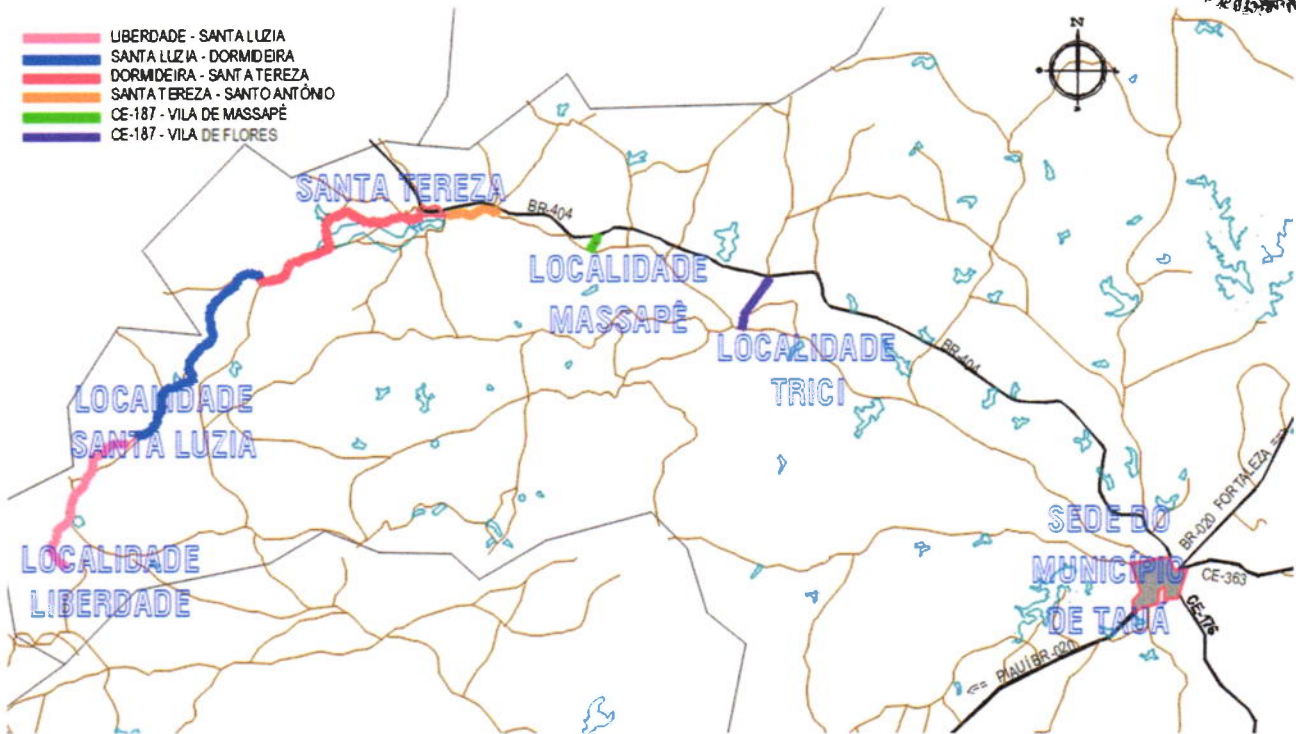 LIBERDADE - SANTA LUZIA
SANTA LUZIA - DORMIDEIRA
DORMIDEIRA - SANTA TEREZA
SANTA TEREZA - SANTO ANTÔNIO
CE-187 - VILA DE MASSAPÊ
CE-187 - VILA DE FLORES
N
SANTA TEREZA
BR-404
LOCALIDADE
MASSAPÊ
LOCALIDADE
TRICI
BR-404
LOCALIDADE
SANTA LUZIA
LOCALIDADE
LIBERDADE
SEDE DO
MUNICÍPIO
DE TAUÁ
BR-020 FORTALEZA ==>
CE-363
CE-176
<== PIAUÍ BR-020